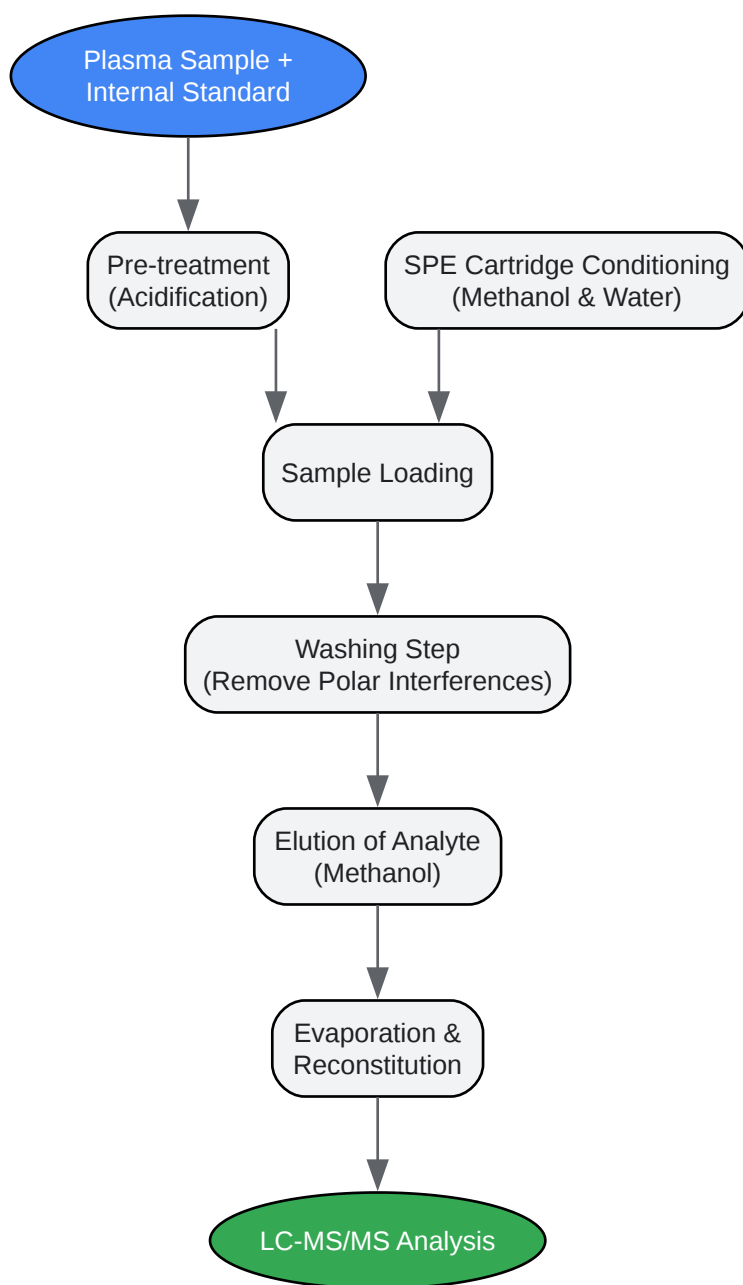 Plasma Sample +
Internal Standard
Pre-treatment
(Acidification)
SPE Cartridge Conditioning
(Methanol & Water)
Sample Loading
Washing Step
(Remove Polar Interferences)
Elution of Analyte
(Methanol)
Evaporation &
Reconstitution
LC-MS/MS Analysis